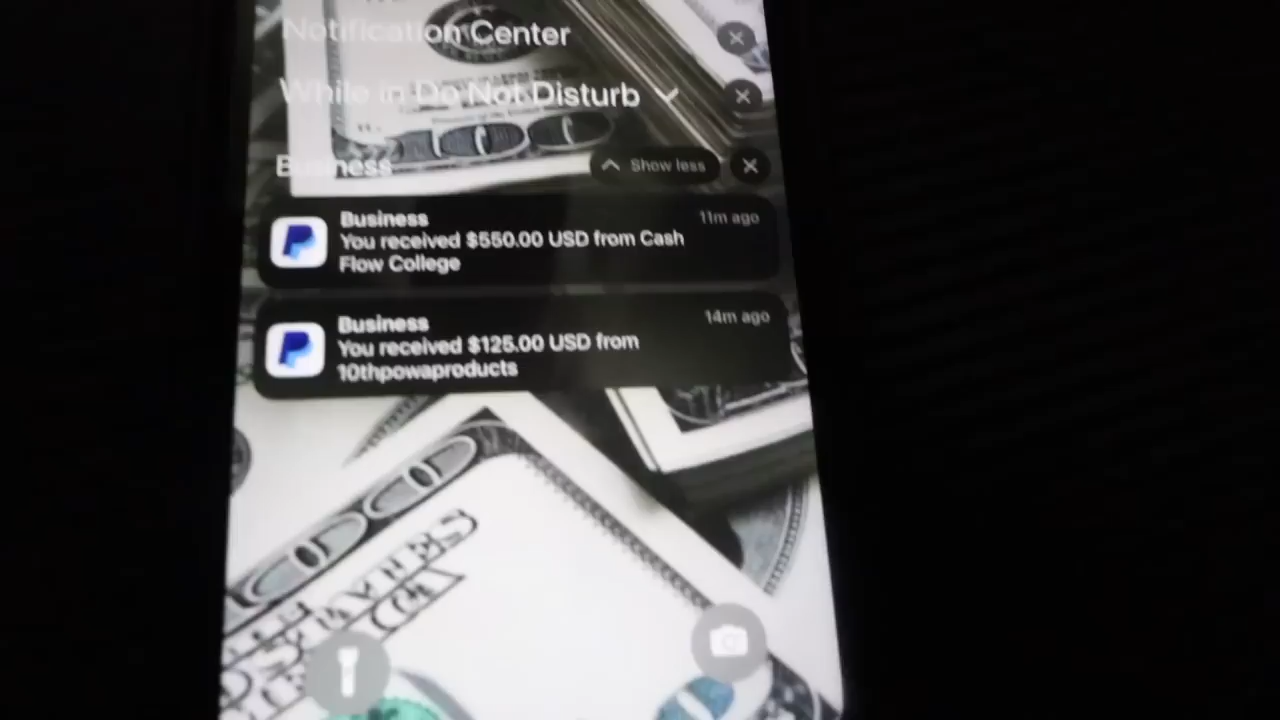 Notification Center
While in Do Not Disturb
Business
Show less
Business
11m ago
You received $550.00 USD from Cash
Flow College
Business
14m ago
You received $125.00 USD from
10thpowaproducts